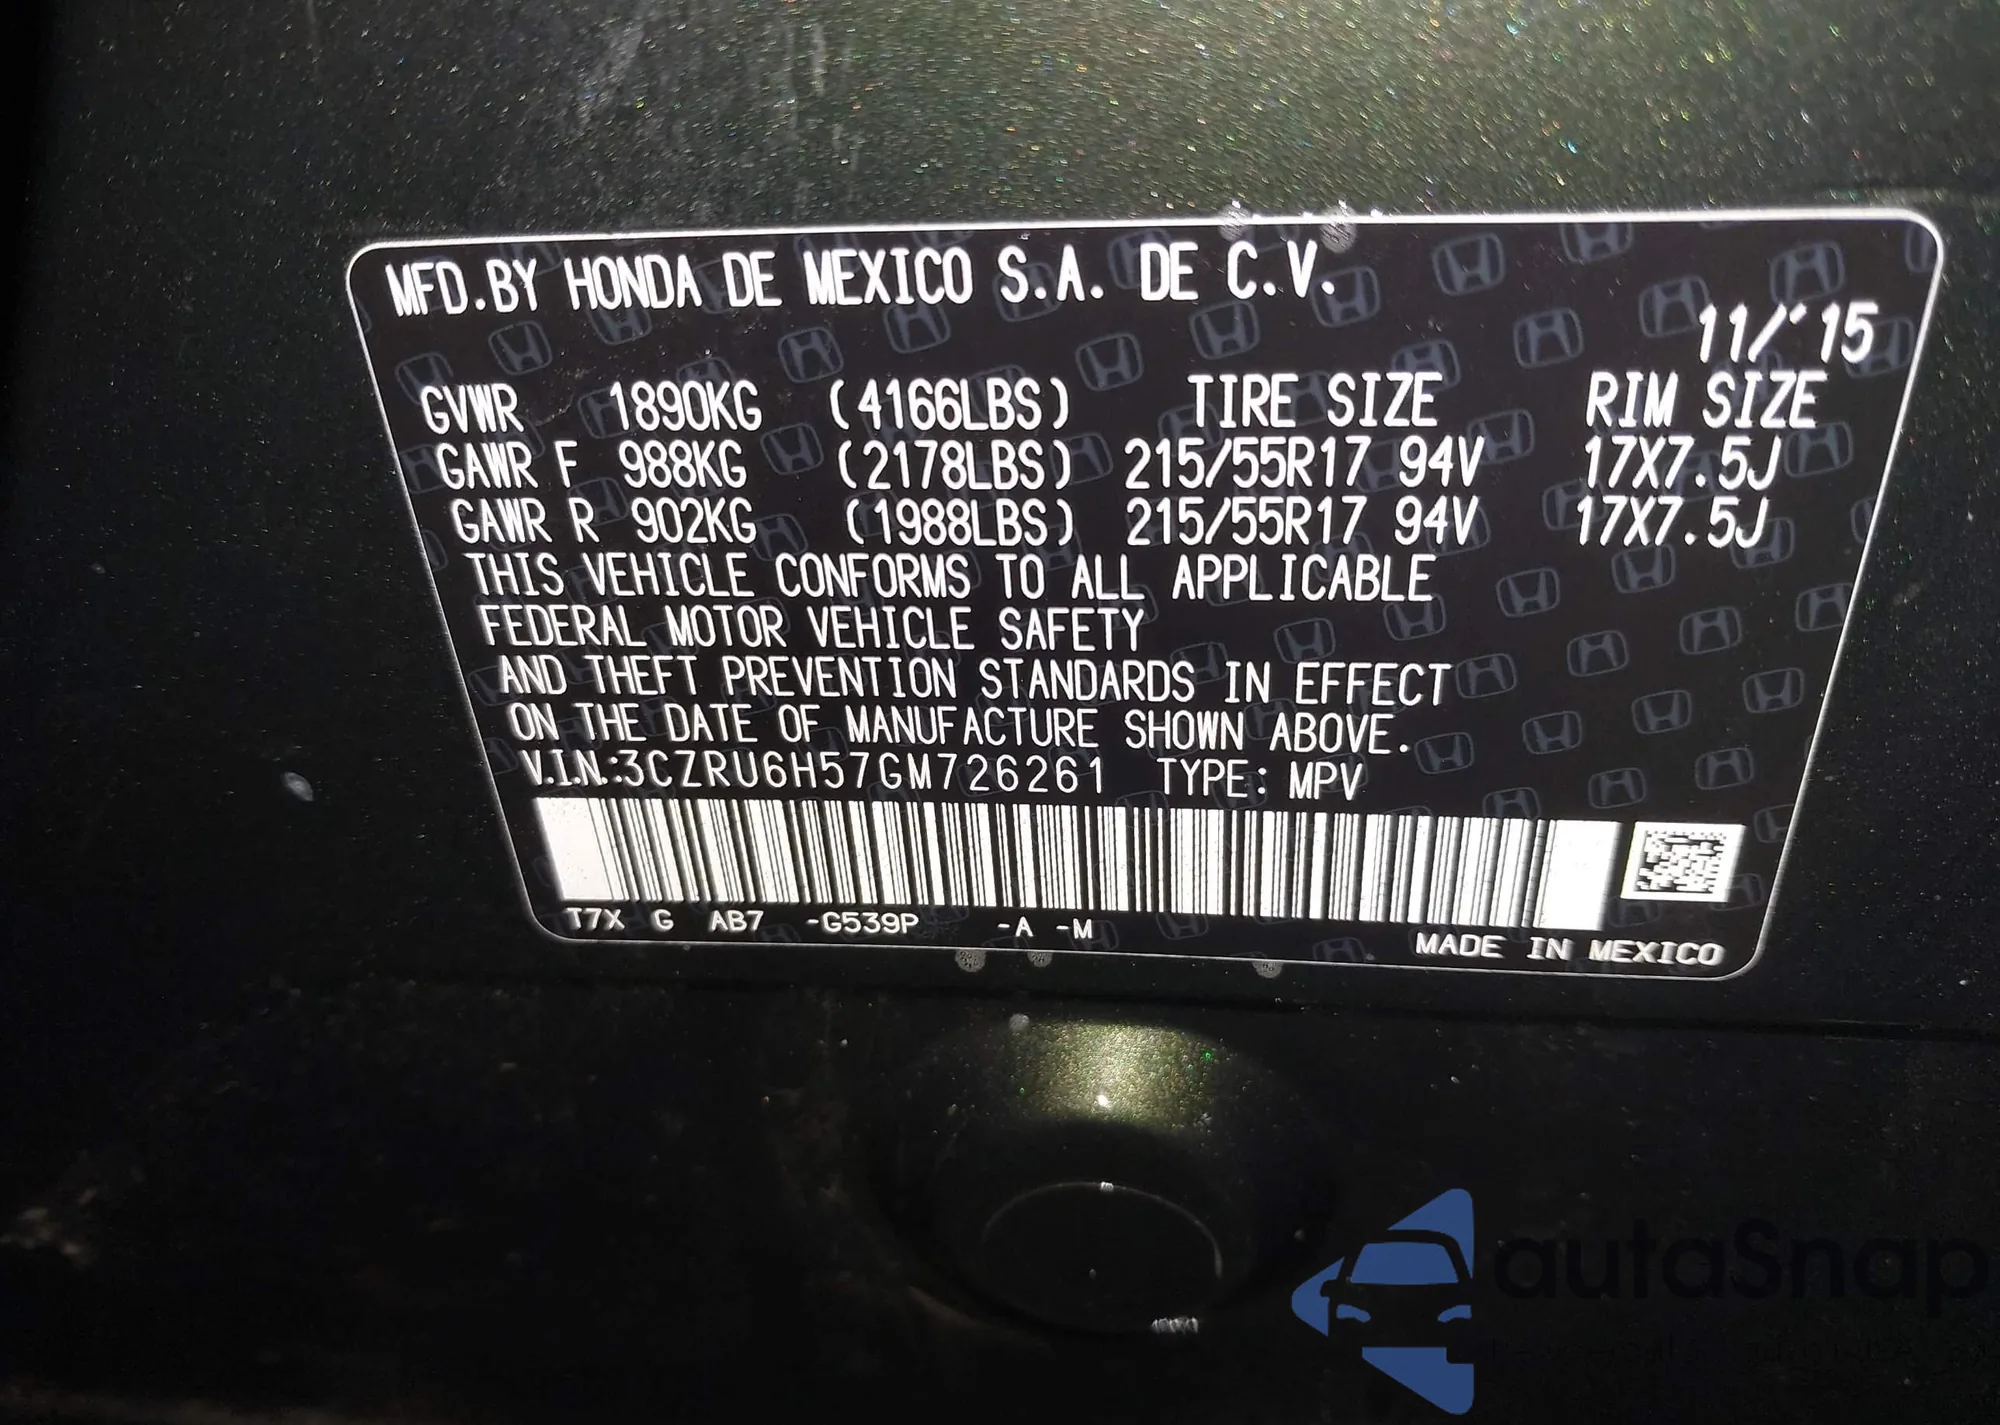 MFD.BY HONDA DE MEXICO S.A. DE C.V.
11/'15
GVWR 1890KG (4166LBS) TIRE SIZE RIM SIZE
GAWR F 988KG (2178LBS) 215/55R17 94V 17X7.5J
GAWR R 902KG (1988LBS) 215/55R17 94V 17X7.5J
THIS VEHICLE CONFORMS TO ALL APPLICABLE
FEDERAL MOTOR VEHICLE SAFETY
AND THEFT PREVENTION STANDARDS IN EFFECT
ON THE DATE OF MANUFACTURE SHOWN ABOVE.
V.I.N.:3CZRU6H57GM726261 TYPE: MPV
T7X G AB7 -G539P -A -M
MADE IN MEXICO
autaSnap